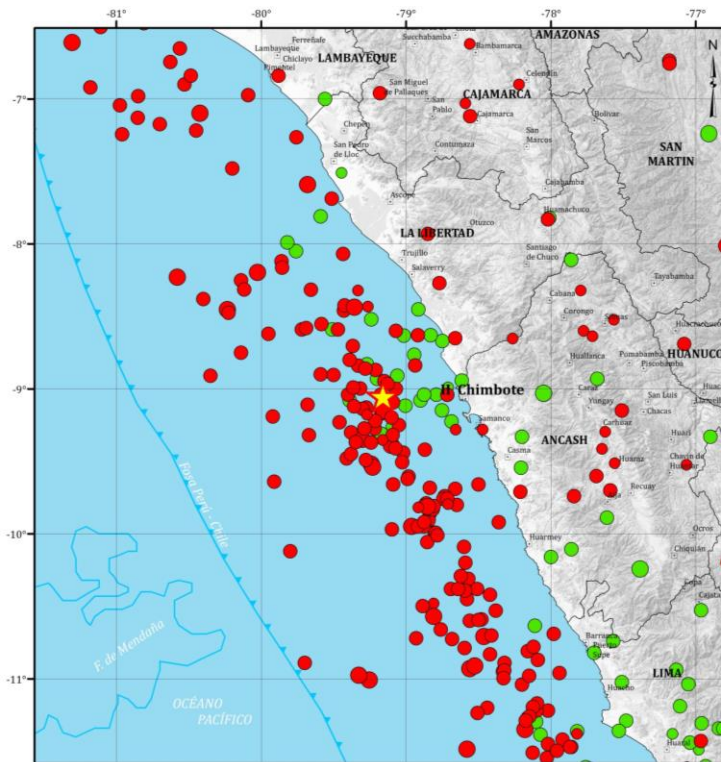 -81°
-80°
-79°
-78°
-77
N
AMAZONAS
Ferreñafe
Lambayeque
Chiclayo
Pimentel
LAMBAYEQUE
Bambamarca
Celendín
San Miguel
de Pallaques
-7°
CAJAMARCA
San
Pablo
Cajamarca
Bolívar
Chepén
San
Marcos
San Pedro
de Lloc
Contumaza
SAN
MARTIN
Cajabamba
Ascope
Huamachuco
Otuzco
LA LIBERTAD
-8°
Trujillo
Salaverry
Santiago
de Chuco
Tayabamba
Cabana
Corongo
HUANUCO
Huallanca
Pomabamba
Piscobamba
-9°
Chimbote
Caraz
San Luis
Yungay
Chacas
Samanco
Carhuaz
ANCASH
Huari
Casma
Huaraz
Chavín de
Recuay
Fosa Perú - Chile
-10°
Huarmey
Ocros
Chiquián
F. de Mendaña
Barranca
Puerto
Supe
-11°
LIMA
Huacho
OCÉANO
PACÍFICO
Huaral